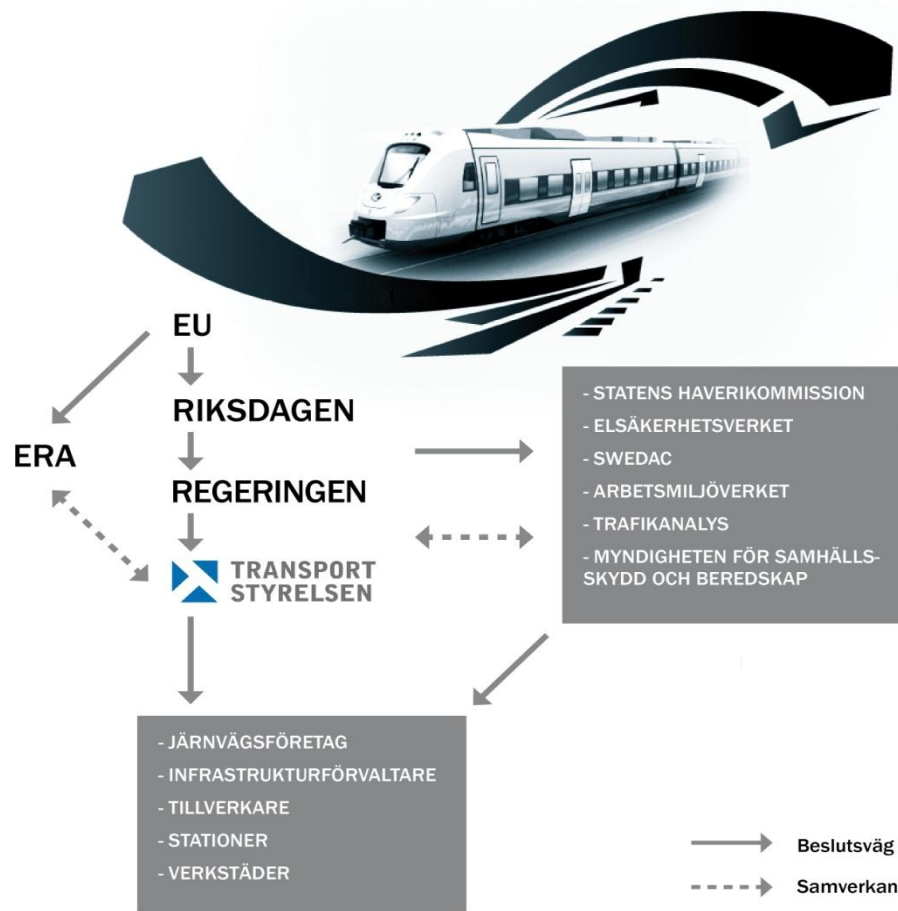 EU
RIKSDAGEN
ERA
REGERINGEN
TRANSPORT
STYRELSEN
- STATENS HAVERIKOMMISSION
- ELSÄKERHETSVERKET
- SWEDAC
- ARBETSMILJÖVERKET
- TRAFIKANALYS
- MYNDIGHETEN FÖR SAMHÄLLS-
SKYDD OCH BEREDSKAP
- JÄRNVÄGSFÖRETAG
- INFRASTRUKTURFÖRVALTARE
- TILLVERKARE
- STATIONER
- VERKSTÄDER
Beslutsväg
Samverkan